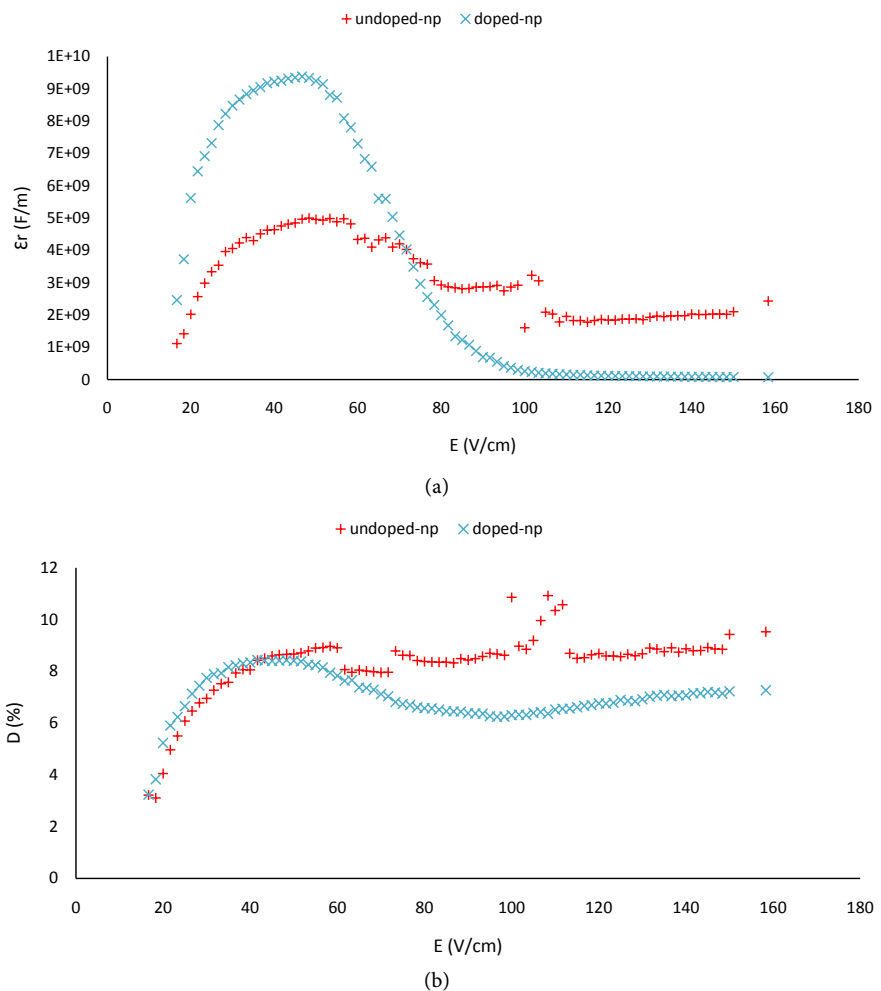 undoped-np doped-np
1E+10
9E+09
8E+09
7E+09
6E+09
5E+09
4E+09
3E+09
2E+09
1E+09
0
εr (F/m)
0 20 40 60 80 100 120 140 160 180
E (V/cm)
(a)
undoped-np doped-np
12
10
8
6
4
2
0
D (%)
0 20 40 60 80 100 120 140 160 180
E (V/cm)
(b)